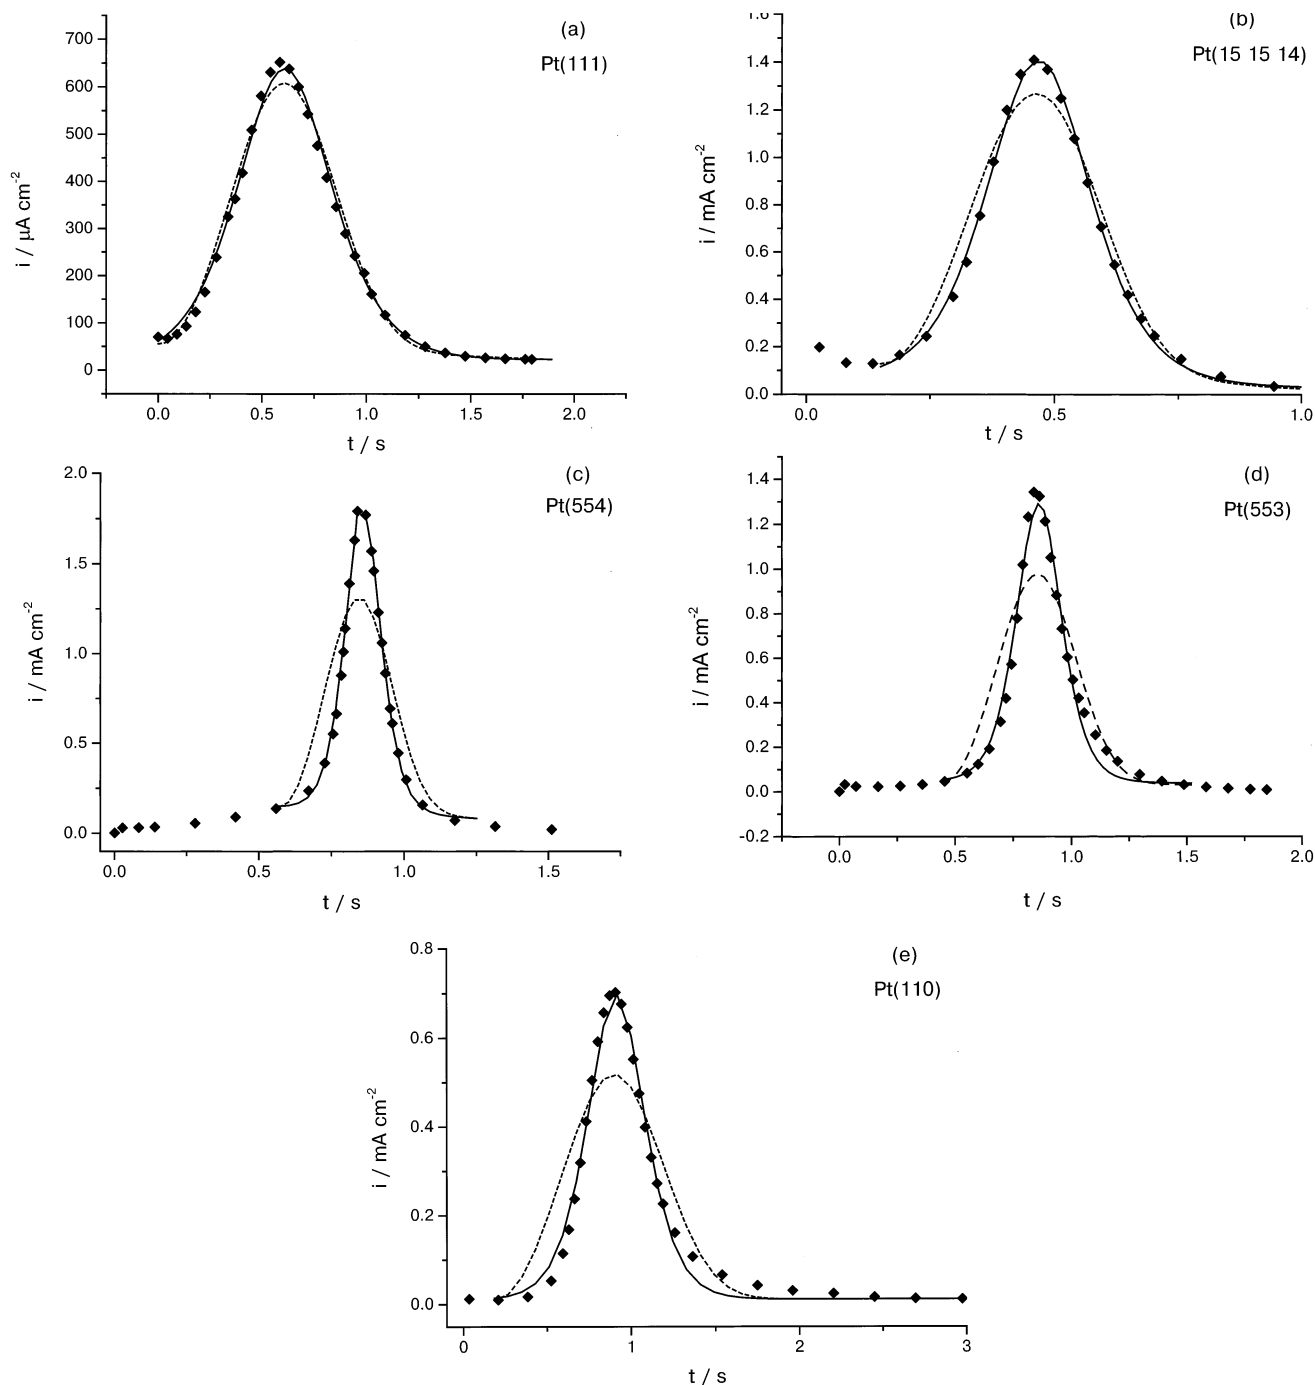 (a)
Pt(111)
700
600
500
400
300
200
100
0
i / µA cm-2
0.0 0.5 1.0 1.5 2.0
t / s
(b)
Pt(15 15 14)
1.6
1.4
1.2
1.0
0.8
0.6
0.4
0.2
0.0
i / mA cm-2
0.0 0.5 1.0
t / s
(c)
Pt(554)
2.0
1.5
1.0
0.5
0.0
i / mA cm-2
0.0 0.5 1.0 1.5
t / s
(d)
Pt(553)
1.4
1.2
1.0
0.8
0.6
0.4
0.2
0.0
-0.2
i / mA cm-2
0.0 0.5 1.0 1.5 2.0
t / s
(e)
Pt(110)
0.8
0.6
0.4
0.2
0.0
i / mA cm-2
0 1 2 3
t / s